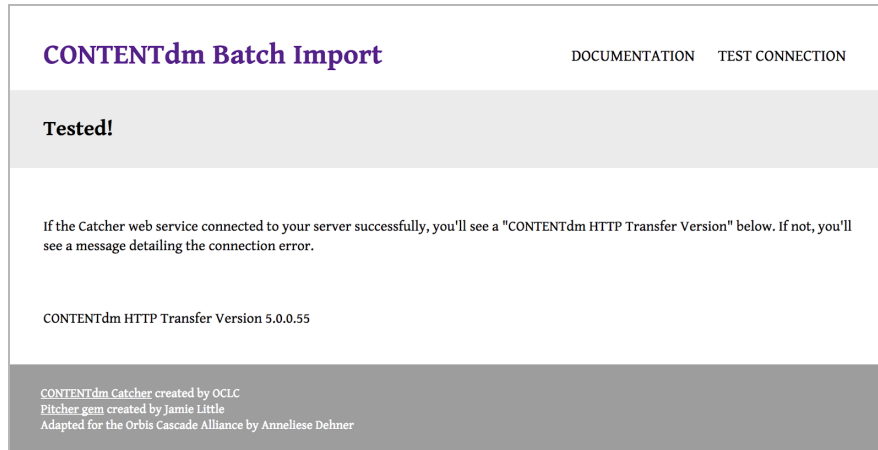 CONTENTdm Batch Import
DOCUMENTATION TEST CONNECTION
Tested!
If the Catcher web service connected to your server successfully, you'll see a "CONTENTdm HTTP Transfer Version" below. If not, you'll
see a message detailing the connection error.
CONTENTdm HTTP Transfer Version 5.0.0.55
CONTENTdm Catcher created by OCLC
Pitcher gem created by Jamie Little
Adapted for the Orbis Cascade Alliance by Anneliese Dehner